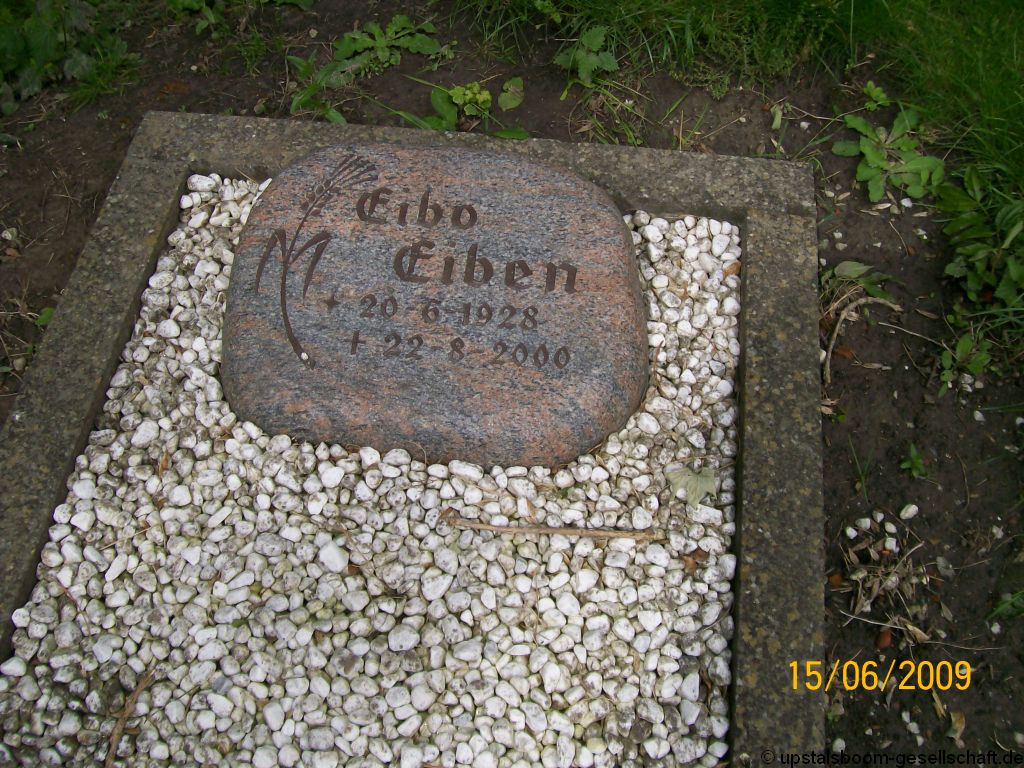 Eibo
Eiben
* 20-6-1928
† 22-8-2000
15/06/2009
© upstalsboom-gesellschaft.de